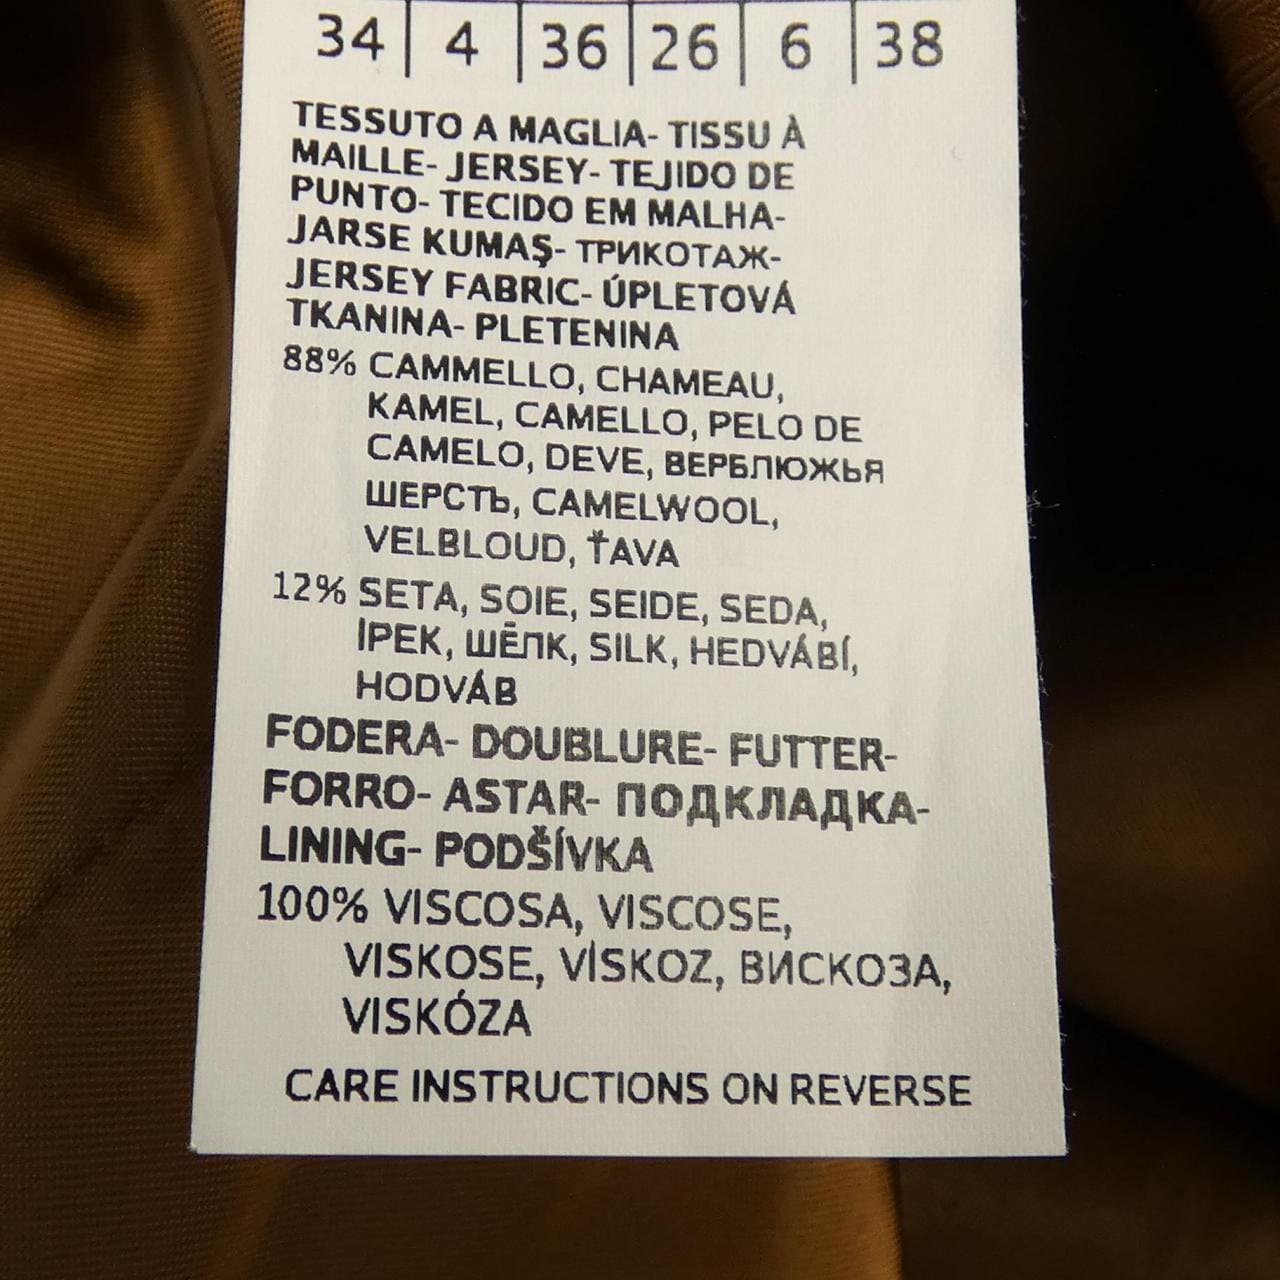 34 | 4 | 36 | 26 | 6 | 38
TESSUTO A MAGLIA- TISSU À
MAILLE- JERSEY- TEJIDO DE
PUNTO- TECIDO EM MALHA-
JARSE KUMAŞ- ТРИКОТАЖ-
JERSEY FABRIC- ÚPLETOVÁ
TKANINA- PLETENINA
88% CAMMELLO, CHAMEAU,
KAMEL, CAMELLO, PELO DE
CAMELO, DEVE, ВЕРБЛЮЖЬЯ
ШЕРСТЬ, CAMELWOOL,
VELBLOUD, ŤAVA
12% SETA, SOIE, SEIDE, SEDA,
İPEK, ШЁЛК, SILK, HEDVÁBÍ,
HODVÁB
FODERA- DOUBLURE- FUTTER-
FORRO- ASTAR- ПОДКЛАДКА-
LINING- PODŠÍVKA
100% VISCOSA, VISCOSE,
VISKOSE, VİSKOZ, ВИСКОЗА,
VISKÓZA
CARE INSTRUCTIONS ON REVERSE